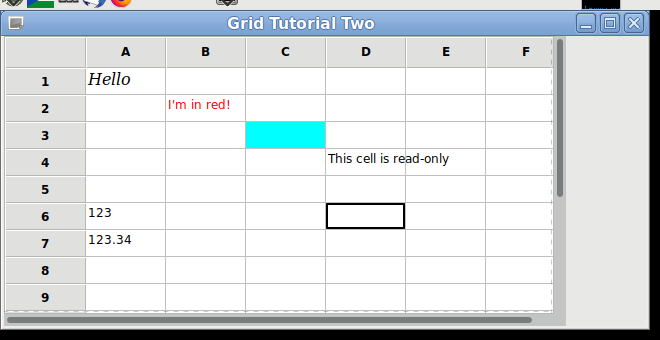 Grid Tutorial Two
A B C D E F
1 Hello
2 I'm in red!
3
4 This cell is read-only
5
6 123
7 123.34
8
9